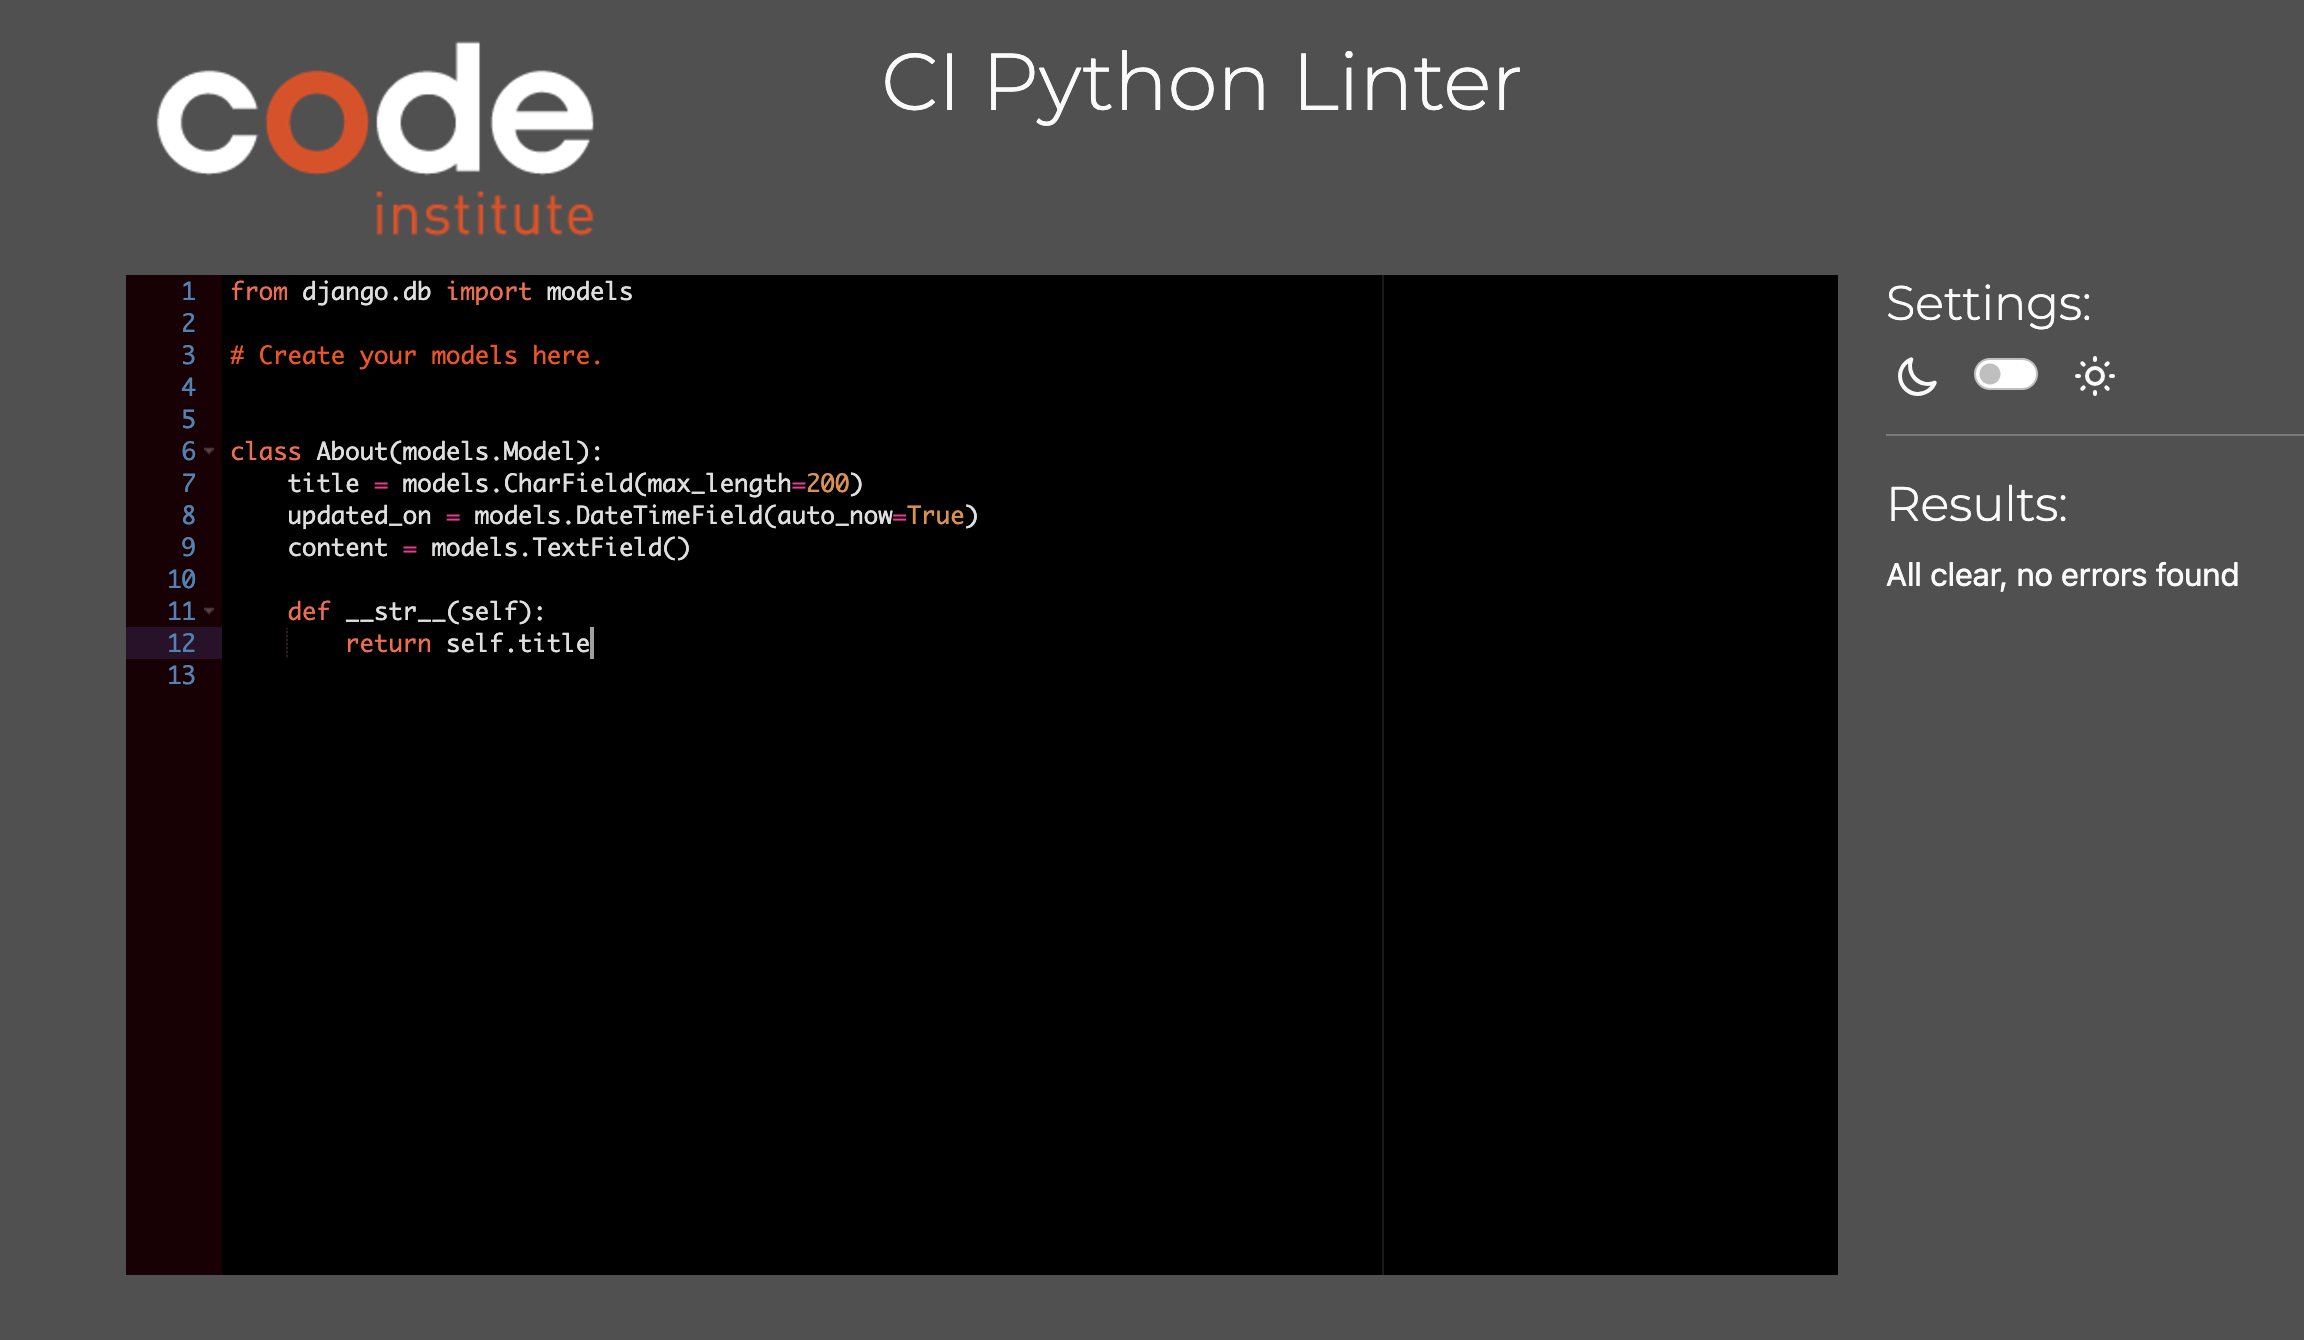 code
institute
CI Python Linter
1 from django.db import models
2
3 # Create your models here.
4
5
6 class About(models.Model):
7     title = models.CharField(max_length=200)
8     updated_on = models.DateTimeField(auto_now=True)
9     content = models.TextField()
10
11     def __str__(self):
12         return self.title
13
Settings:
Results:
All clear, no errors found